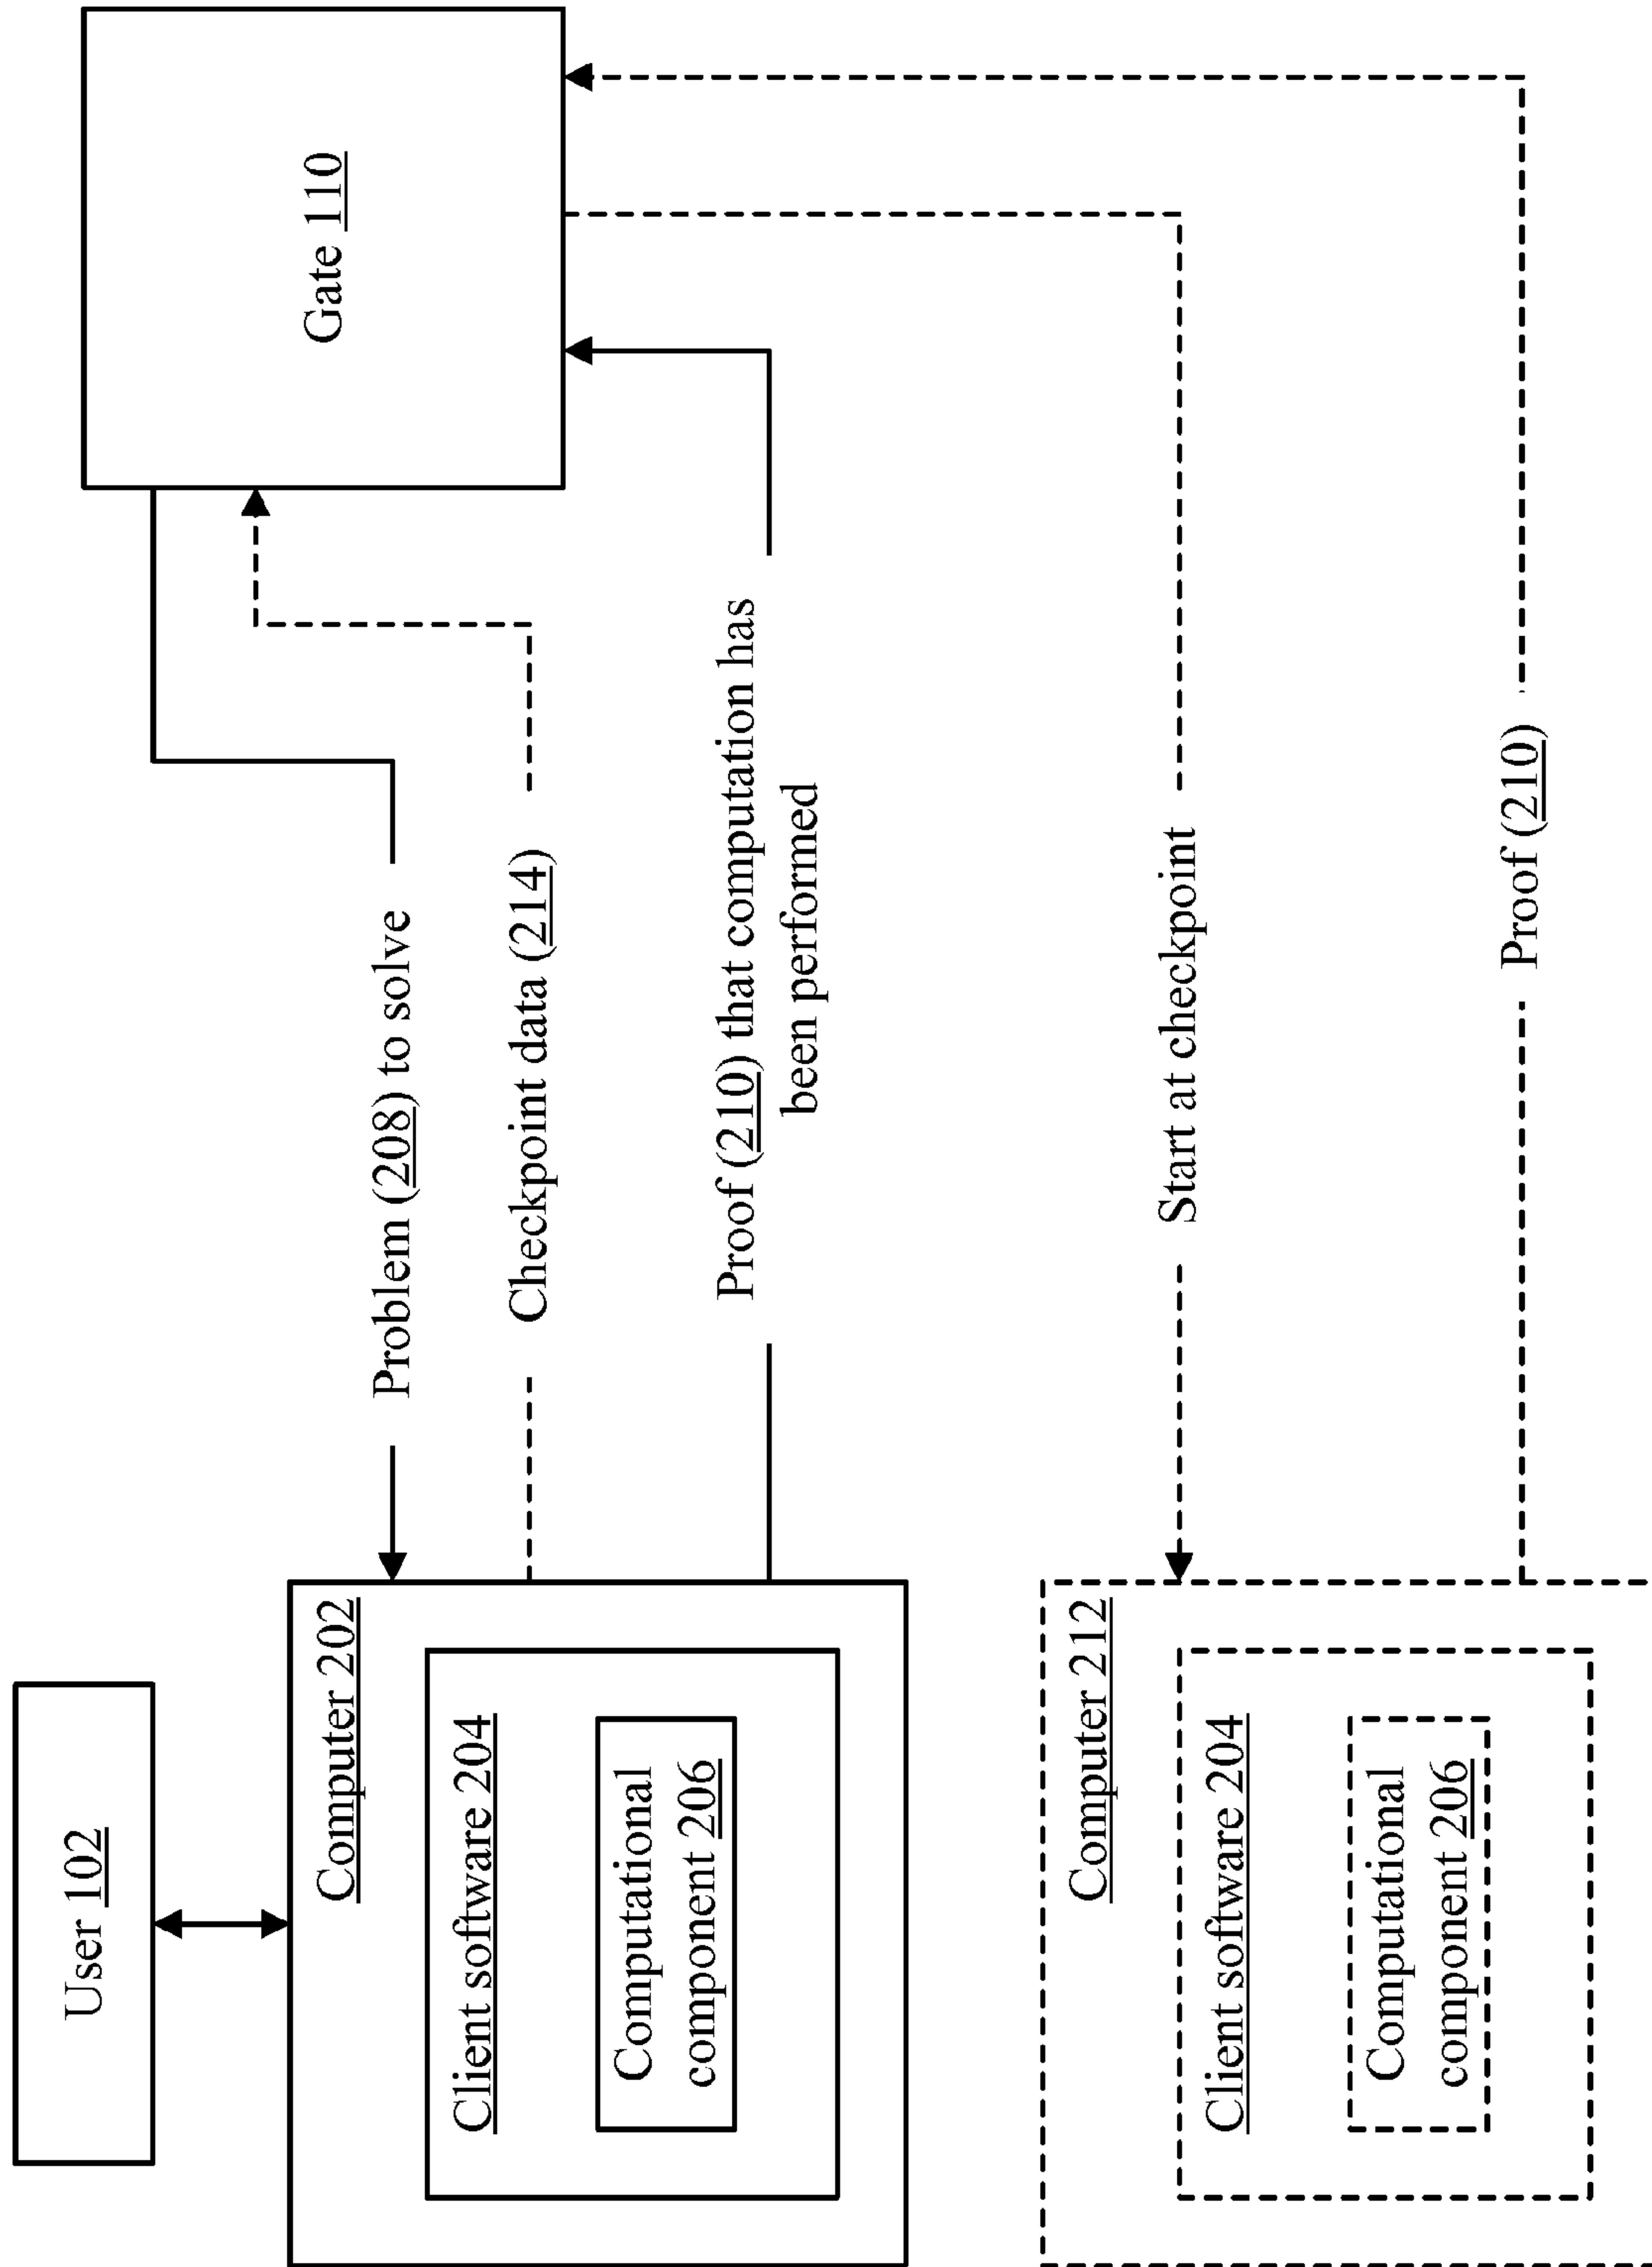 User 102
Computer 202
Client software 204
Computational
component 206
Problem (208) to solve
Checkpoint data (214)
Proof (210) that computation has
been performed
Gate 110
Computer 212
Client software 204
Computational
component 206
Start at checkpoint
Proof (210)